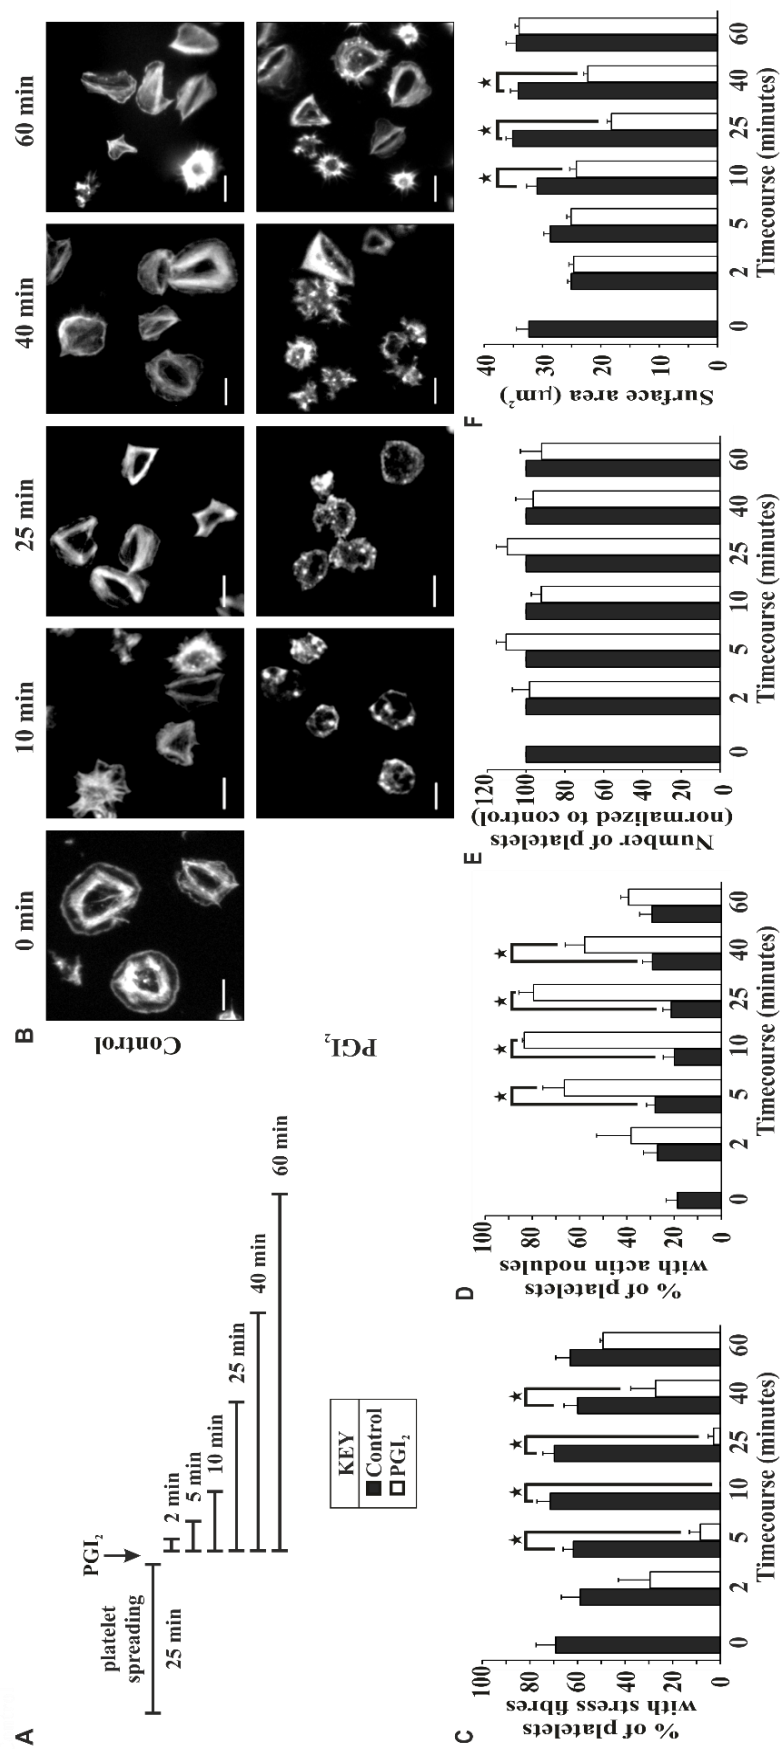 A
platelet
spreading
25 min
PGI₂
2 min
5 min
10 min
25 min
40 min
60 min
KEY
Control
PGI₂
B
0 min
10 min
25 min
40 min
60 min
Control
PGI₂
C
% of platelets
with stress fibres
100
80
60
40
20
0
0
2
5
10
25
40
60
Timecourse (minutes)
D
% of platelets
with actin nodules
100
80
60
40
20
0
0
2
5
10
25
40
60
Timecourse (minutes)
E
Number of platelets
(normalized to control)
120
100
80
60
40
20
0
0
2
5
10
25
40
60
Timecourse (minutes)
F
Surface area (µm²)
40
30
20
10
0
0
2
5
10
25
40
60
Timecourse (minutes)